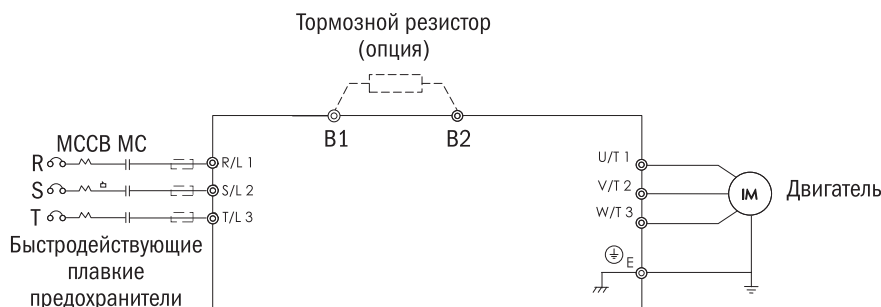 Тормозной резистор
(опция)
B1
B2
MCCB MC
R
R/L 1
S
S/L 2
T
T/L 3
Быстродействующие
плавкие
предохранители
U/T 1
V/T 2
W/T 3
IM
Двигатель
E